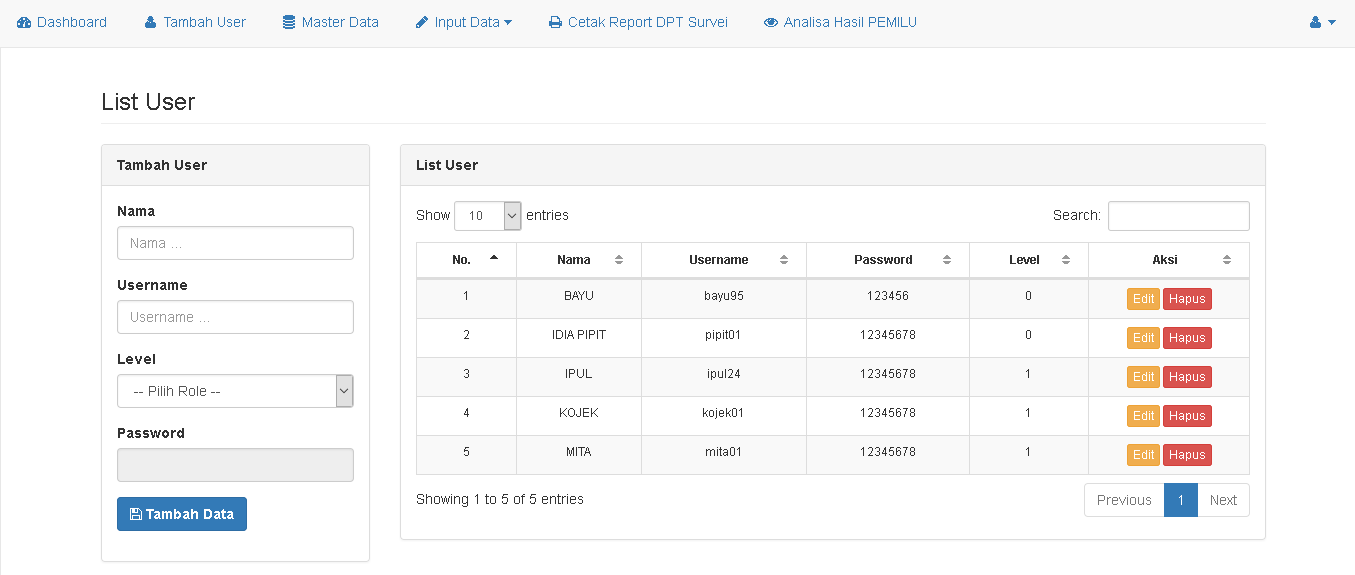 Dashboard Tambah User Master Data Input Data Cetak Report DPT Survei Analisa Hasil PEMILU
List User
Tambah User
Nama
Nama ...
Username
Username ...
Level
-- Pilih Role --
Password
Tambah Data
List User
Show 10 entries Search:
No. Nama Username Password Level Aksi
1 BAYU bayu95 123456 0 Edit Hapus
2 IDIA PIPIT pipit01 12345678 0 Edit Hapus
3 IPUL ipul24 12345678 1 Edit Hapus
4 KOJEK kojek01 12345678 1 Edit Hapus
5 MITA mita01 12345678 1 Edit Hapus
Showing 1 to 5 of 5 entries Previous 1 Next